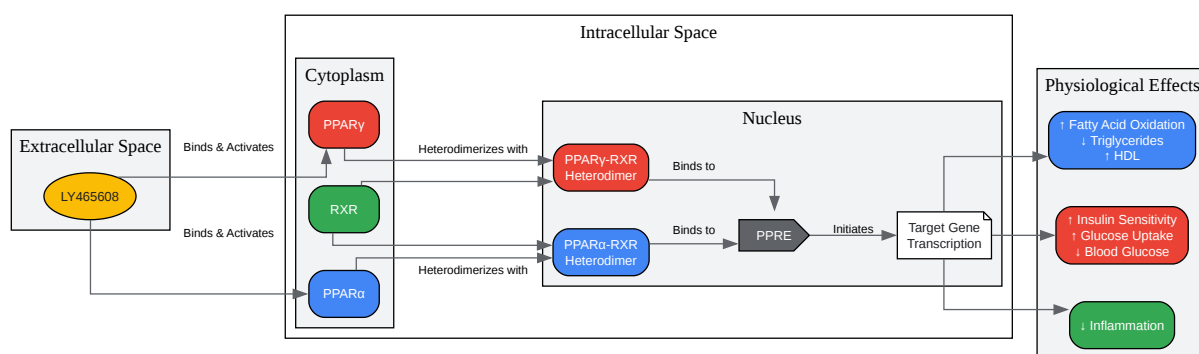 Intracellular Space
Cytoplasm
Physiological Effects
PPARγ
Nucleus
↑ Fatty Acid Oxidation
↓ Triglycerides
↑ HDL
Extracellular Space
Binds & Activates
Heterodimerizes with
PPARγ-RXR
Heterodimer
Binds to
LY465608
RXR
↑ Insulin Sensitivity
↑ Glucose Uptake
↓ Blood Glucose
Binds & Activates
PPARα-RXR
Heterodimer
Binds to
PPRE
Initiates
Target Gene
Transcription
Heterodimerizes with
PPARα
↓ Inflammation